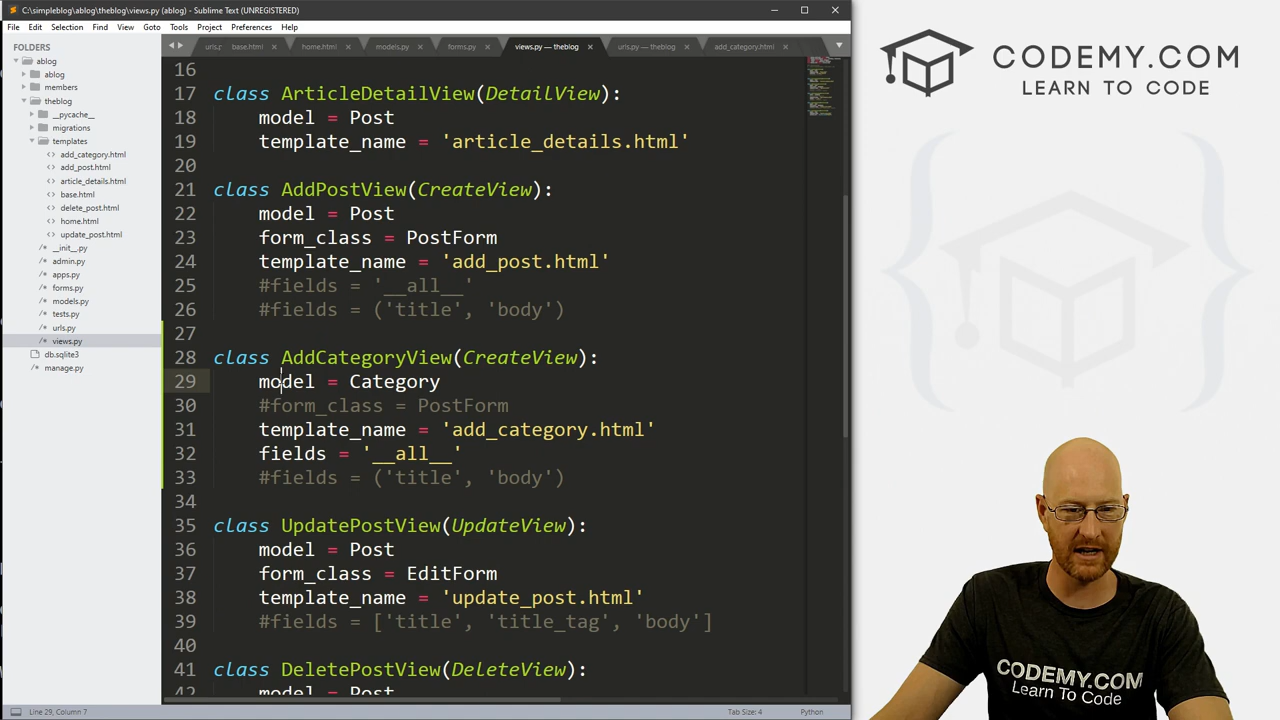 C:\simpleblog\ablog\theblog\views.py (ablog) - Sublime Text (UNREGISTERED)
File Edit Selection Find View Goto Tools Project Preferences Help
FOLDERS
ablog
ablog
members
theblog
__pycache__
migrations
templates
add_category.html
add_post.html
article_details.html
base.html
delete_post.html
home.html
update_post.html
__init__.py
admin.py
apps.py
forms.py
models.py
tests.py
urls.py
views.py
db.sqlite3
manage.py
base.html home.html models.py forms.py views.py — theblog urls.py — theblog add_category.html
16
17 class ArticleDetailView(DetailView):
18 model = Post
19 template_name = 'article_details.html'
20
21 class AddPostView(CreateView):
22 model = Post
23 form_class = PostForm
24 template_name = 'add_post.html'
25 #fields = '__all__'
26 #fields = ('title', 'body')
27
28 class AddCategoryView(CreateView):
29 model = Category
30 #form_class = PostForm
31 template_name = 'add_category.html'
32 fields = '__all__'
33 #fields = ('title', 'body')
34
35 class UpdatePostView(UpdateView):
36 model = Post
37 form_class = EditForm
38 template_name = 'update_post.html'
39 #fields = ['title', 'title_tag', 'body']
40
41 class DeletePostView(DeleteView):
42 model = Post
Line 29, Column 7
Tab Size: 4
Python
CODEMY.COM
LEARN TO CODE
CODEMY.COM
Learn To Code